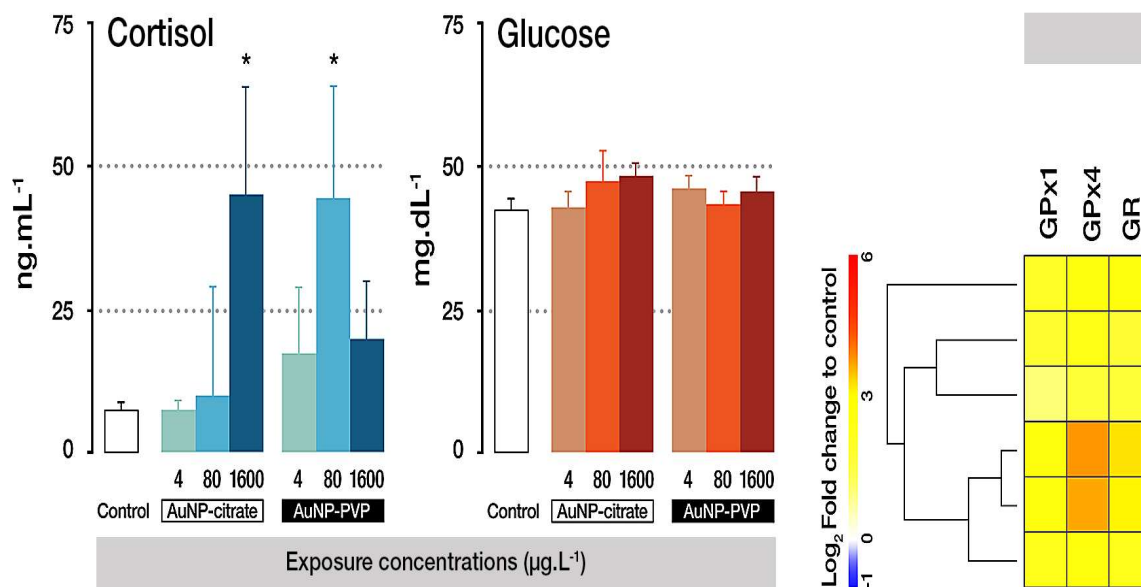 Cortisol
75
50
25
0
ng.mL⁻¹
*
*
4 80 1600 4 80 1600
Control AuNP-citrate AuNP-PVP
Glucose
75
50
25
0
mg.dL⁻¹
4 80 1600 4 80 1600
Control AuNP-citrate AuNP-PVP
Exposure concentrations (µg.L⁻¹)
GPx1 GPx4 GR
Log₂ Fold change to control
6
3
0
-1